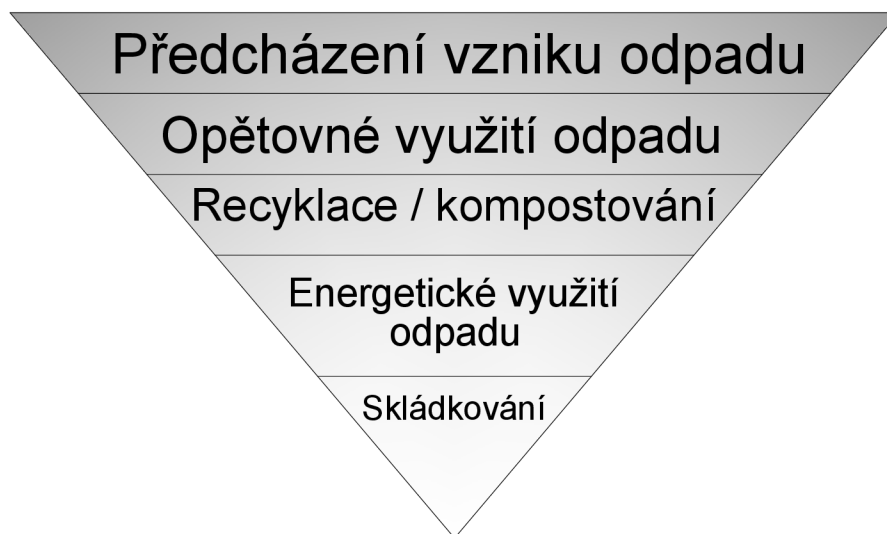 Předcházení vzniku odpadu
Opětovné využití odpadu
Recyklace / kompostování
Energetické využití
odpadu
Skládkování